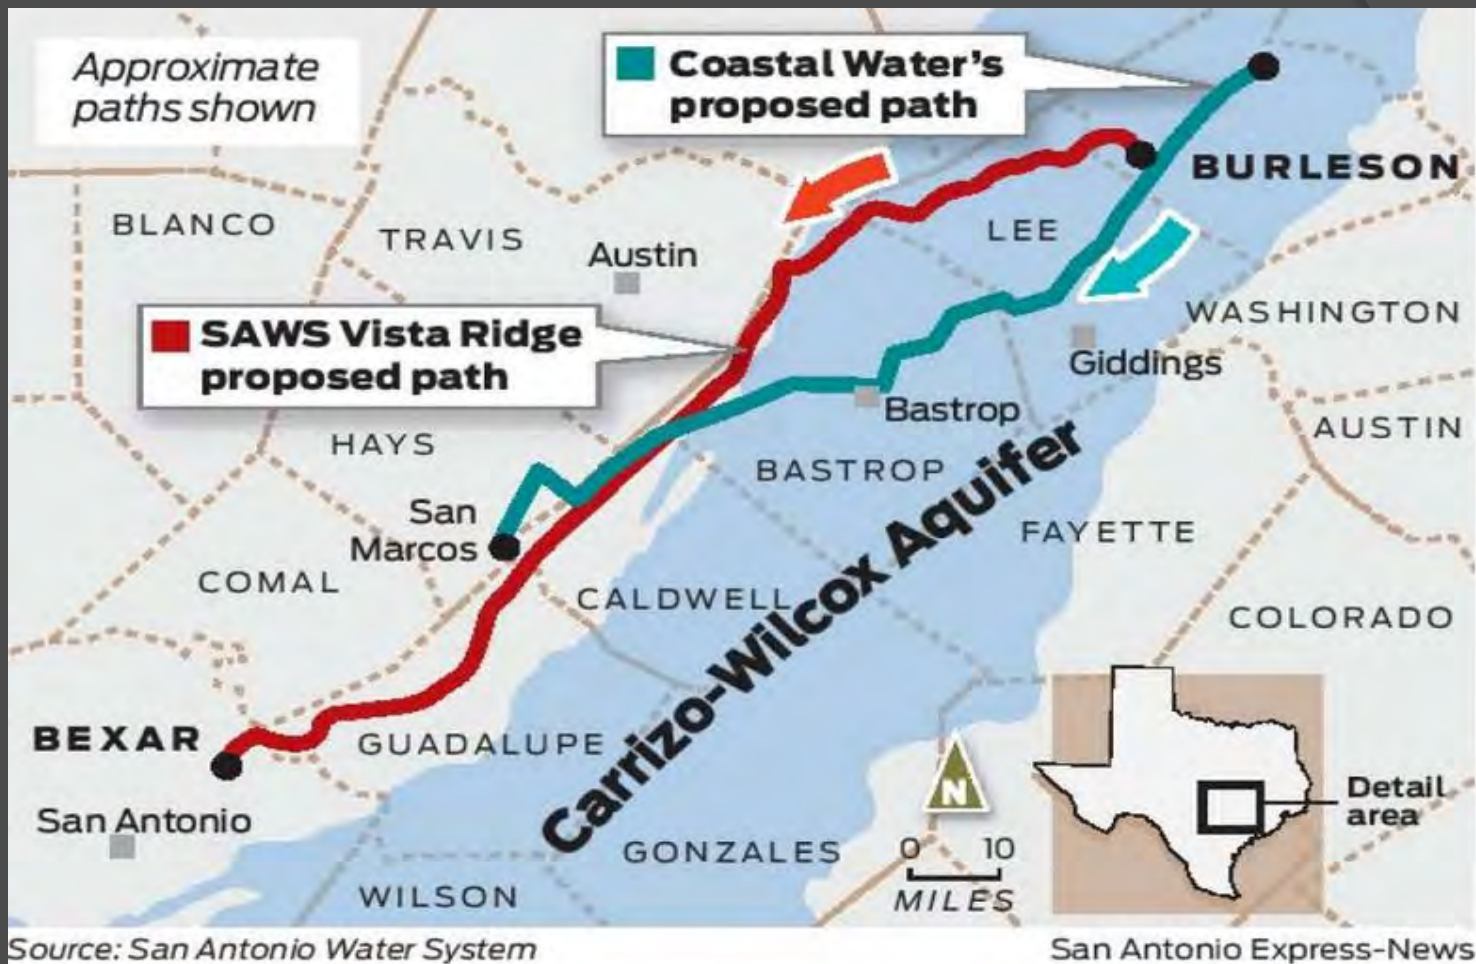 Approximate
paths shown
Coastal Water's
proposed path
BURLESON
BLANCO
TRAVIS
Austin
LEE
WASHINGTON
SAWS Vista Ridge
proposed path
Giddings
Bastrop
AUSTIN
HAYS
BASTROP
San
Marcos
FAYETTE
COMAL
CALDWELL
Carrizo-Wilcox Aquifer
COLORADO
BEXAR
GUADALUPE
N
Detail
area
San Antonio
GONZALES
0 10
MILES
WILSON
Source: San Antonio Water System
San Antonio Express-News